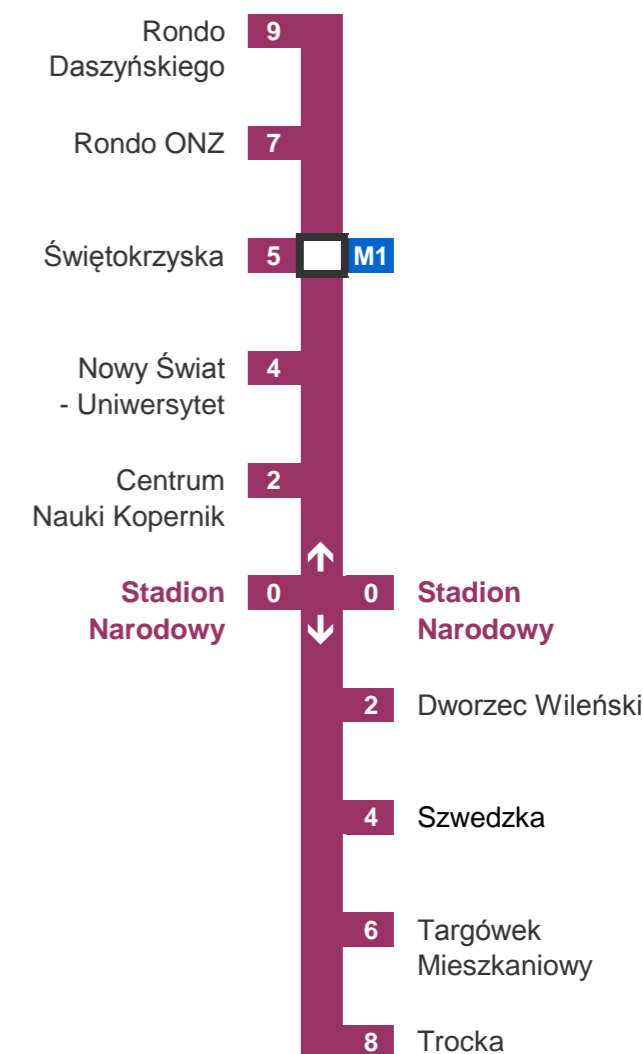 Rondo 9
Daszyńskiego
Rondo ONZ 7
Świętokrzyska 5 M1
Nowy Świat 4
- Uniwersytet
Centrum 2
Nauki Kopernik
Stadion 0 0 Stadion
Narodowy Narodowy
2 Dworzec Wileński
4 Szwedzka
6 Targówek
Mieszkaniowy
8 Trocka